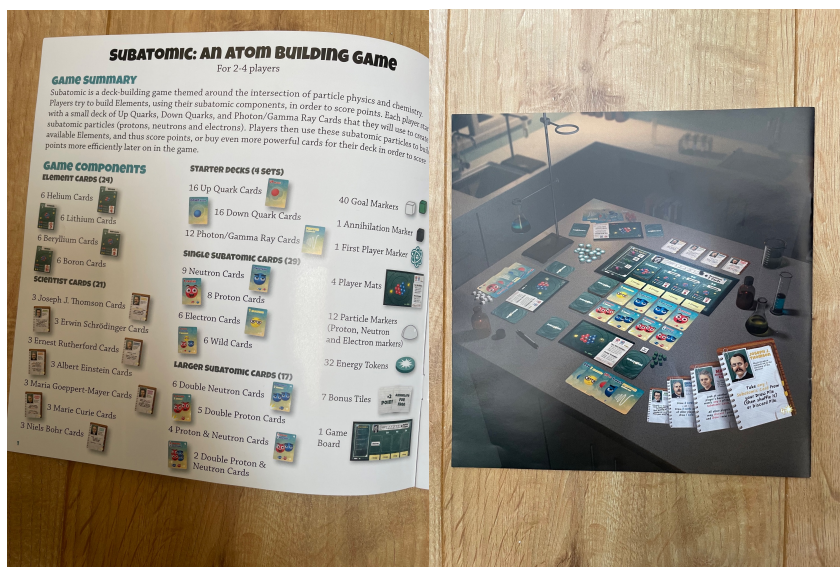 SUBATOMIC: AN ATOM BUILDING GAME
For 2-4 players
GAME SUMMARY
Subatomic is a deck-building game themed around the intersection of particle physics and chemistry.
Players try to build Elements, using their subatomic components, in order to score points. Each player
with a small deck of Up Quarks, Down Quarks, and Photon/Gamma Ray Cards that they will use to
subatomic particles (protons, neutrons and electrons). Players then use these subatomic particles to
available Elements, and thus score points, or buy even more powerful cards for their deck in order to score
points more efficiently later on in the game.
GAME COMPONENTS
ELEMENT CARDS (24)
6 Helium Cards
6 Lithium Cards
6 Beryllium Cards
6 Boron Cards
SCIENTIST CARDS (21)
3 Joseph J. Thomson Cards
3 Erwin Schrödinger Cards
3 Ernest Rutherford Cards
3 Albert Einstein Cards
3 Maria Goeppert-Mayer Cards
3 Marie Curie Cards
3 Niels Bohr Cards
STARTER DECKS (4 SETS)
16 Up Quark Cards
16 Down Quark Cards
12 Photon/Gamma Ray Cards
SINGLE SUBATOMIC CARDS (29)
9 Neutron Cards
8 Proton Cards
6 Electron Cards
6 Wild Cards
LARGER SUBATOMIC CARDS (17)
6 Double Neutron Cards
5 Double Proton Cards
4 Proton & Neutron Cards
2 Double Proton &
Neutron Cards
40 Goal Markers
1 Annihilation Marker
1 First Player Marker
4 Player Mats
12 Particle Markers
(Proton, Neutron
and Electron markers)
32 Energy Tokens
7 Bonus Tiles
1 Game
Board
JOSEPH J.
THOMSON
Take
your Draw Pile
(then shuffle it)
or Discard Pile.